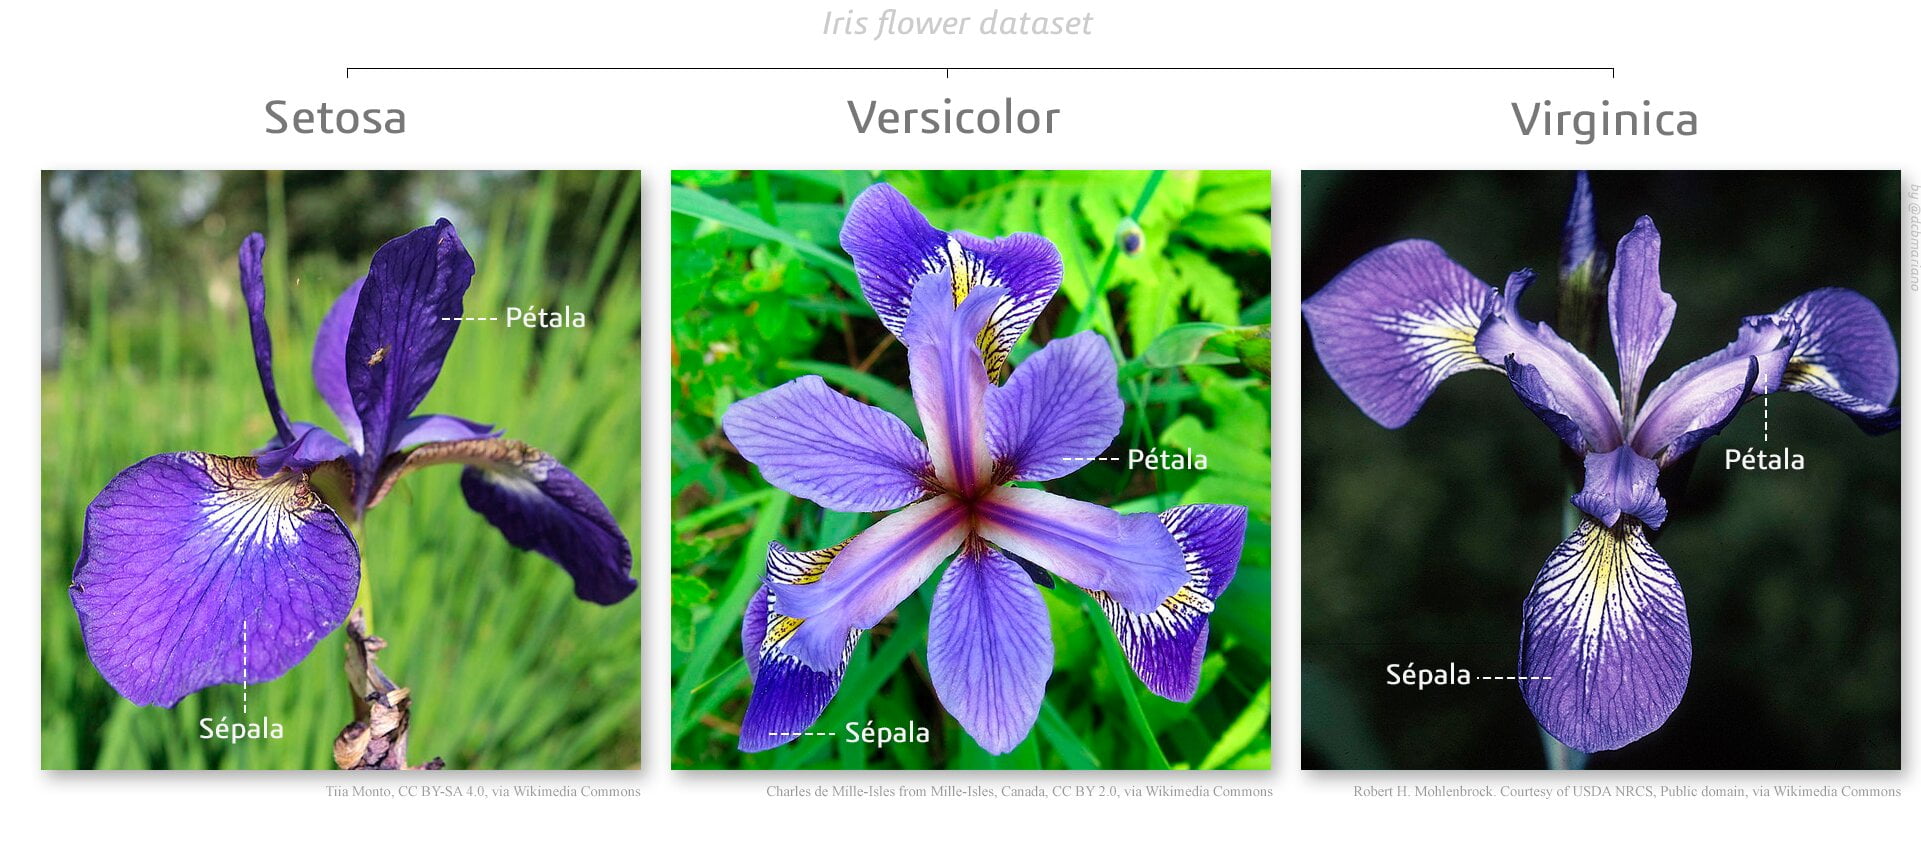 Iris flower dataset
Setosa
Versicolor
Virginica
by @dcbmariano
Pétala
Sépala
Pétala
Sépala
Pétala
Sépala
Tiia Monto, CC BY-SA 4.0, via Wikimedia Commons
Charles de Mille-Isles from Mille-Isles, Canada, CC BY 2.0, via Wikimedia Commons
Robert H. Mohlenbrock. Courtesy of USDA NRCS, Public domain, via Wikimedia Commons